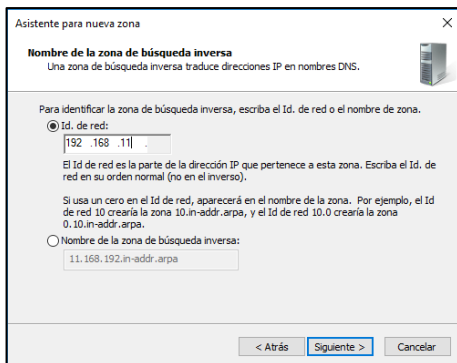 Asistente para nueva zona
Nombre de la zona de búsqueda inversa
Una zona de búsqueda inversa traduce direcciones IP en nombres DNS.
Para identificar la zona de búsqueda inversa, escriba el Id. de red o el nombre de zona.
Id. de red:
192 .168 .11 .
El Id de red es la parte de la dirección IP que pertenece a esta zona. Escriba el Id. de
red en su orden normal (no en el inverso).
Si usa un cero en el Id de red, aparecerá en el nombre de la zona. Por ejemplo, el Id
de red 10 crearía la zona 10.in-addr.arpa, y el Id de red 10.0 crearía la zona
0.10.in-addr.arpa.
Nombre de la zona de búsqueda inversa:
11.168.192.in-addr.arpa
< Atrás Siguiente > Cancelar